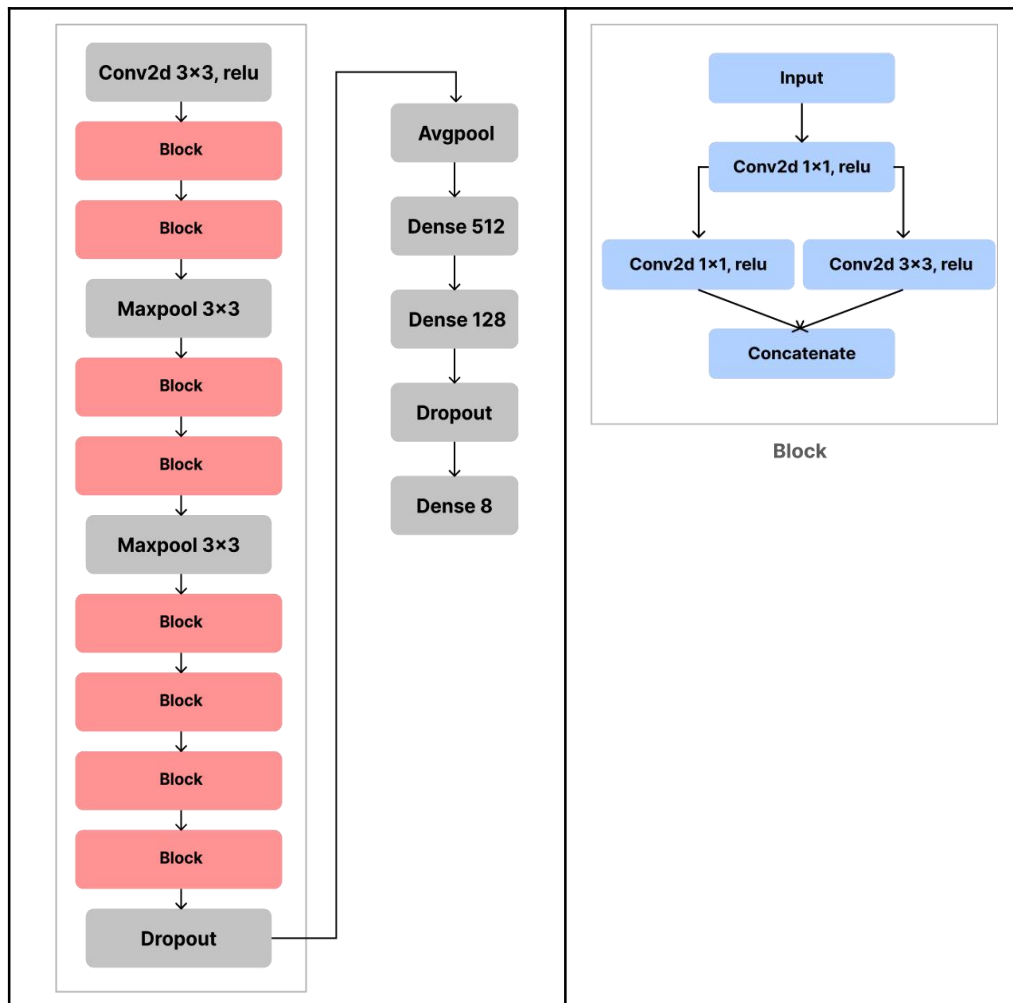 Conv2d 3×3, relu
Block
Block
Maxpool 3×3
Block
Block
Maxpool 3×3
Block
Block
Block
Block
Dropout
Avgpool
Dense 512
Dense 128
Dropout
Dense 8
Input
Conv2d 1×1, relu
Conv2d 1×1, relu
Conv2d 3×3, relu
Concatenate
Block